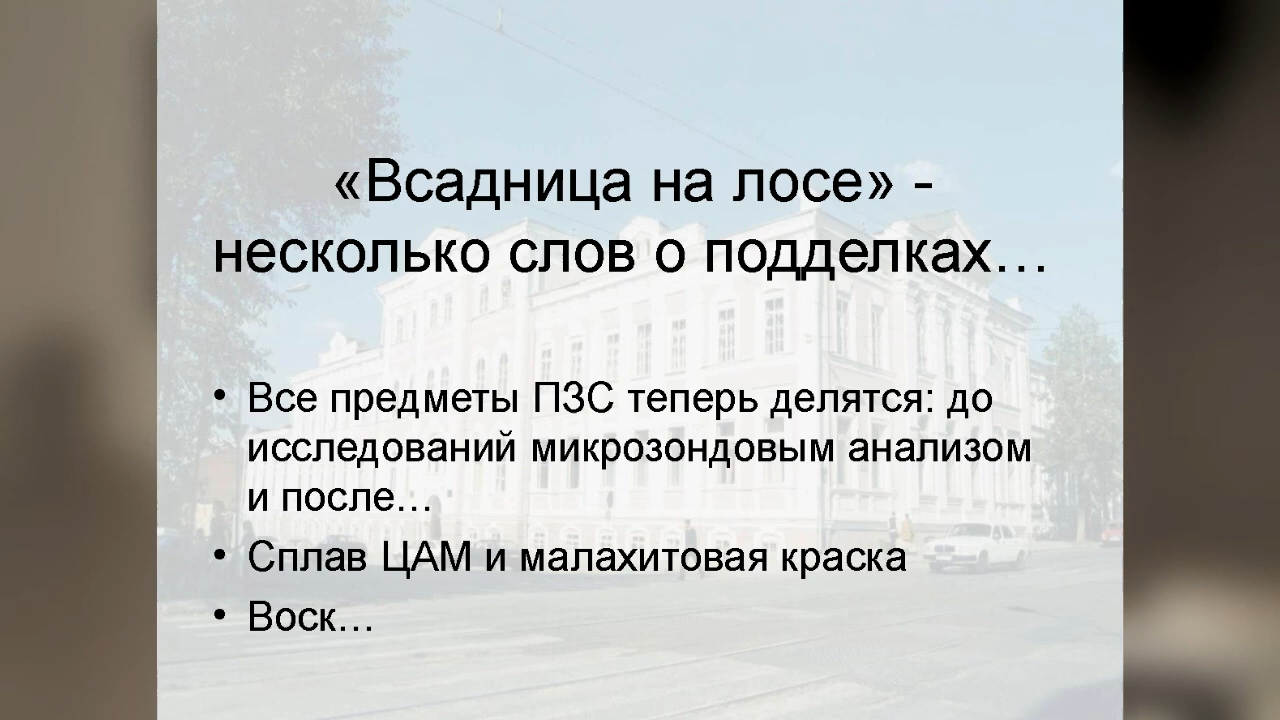 «Всадница на лосе» -
несколько слов о подделках…
• Все предметы ПЗС теперь делятся: до
исследований микрозондовым анализом
и после…
• Сплав ЦАМ и малахитовая краска
• Воск…